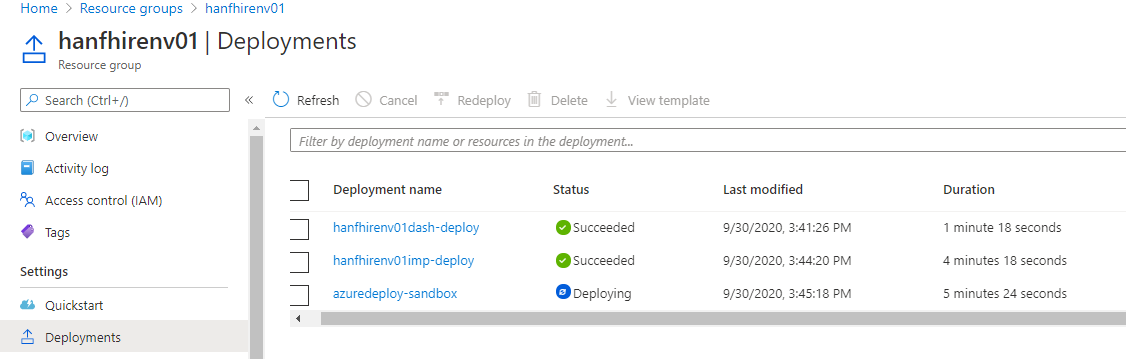 Home > Resource groups > hanfhirenv01
hanfhirenv01 | Deployments
Resource group
Search (Ctrl+/)
«
Refresh
Cancel
Redeploy
Delete
View template
Overview
Activity log
Access control (IAM)
Tags
Settings
Quickstart
Deployments
Filter by deployment name or resources in the deployment...
Deployment name Status Last modified Duration
hanfhirenv01dash-deploy Succeeded 9/30/2020, 3:41:26 PM 1 minute 18 seconds
hanfhirenv01imp-deploy Succeeded 9/30/2020, 3:44:20 PM 4 minutes 18 seconds
azuredeploy-sandbox Deploying 9/30/2020, 3:45:18 PM 5 minutes 24 seconds